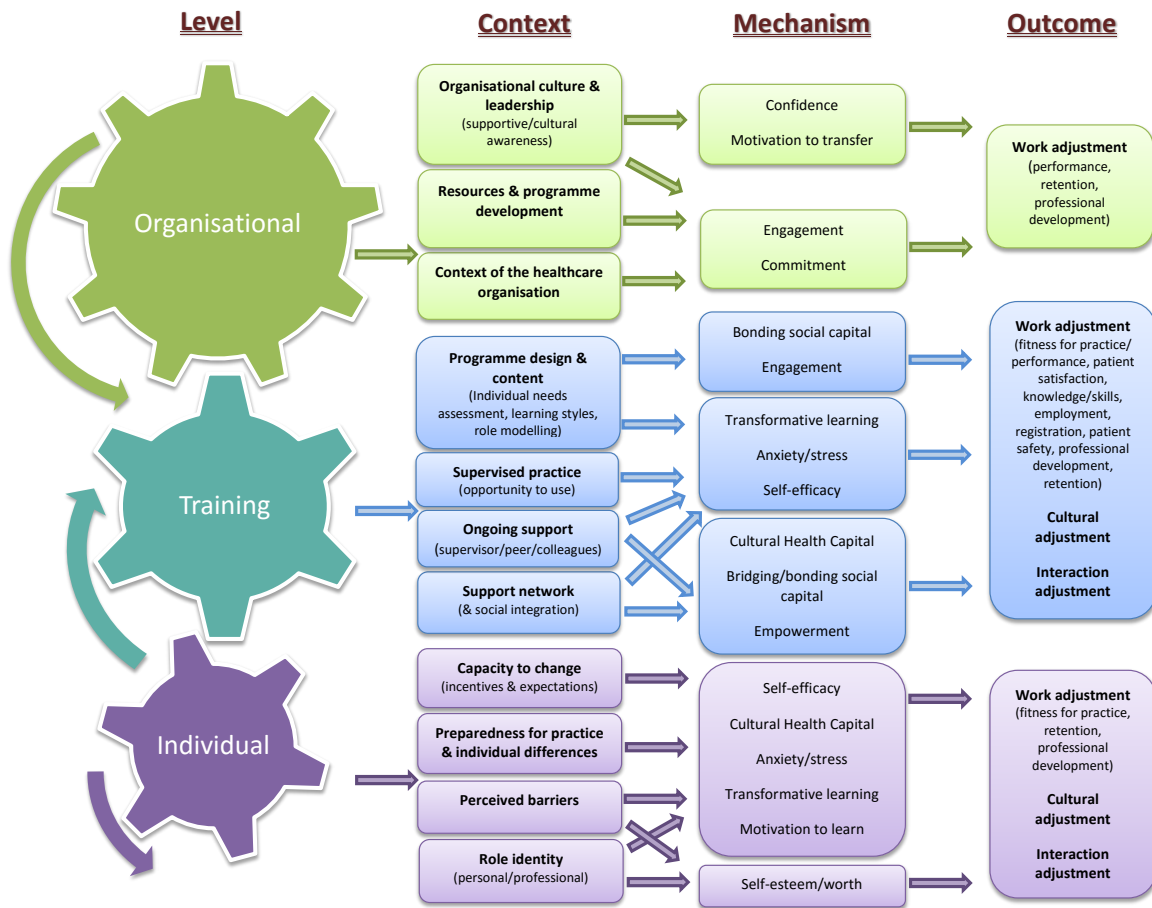 Level
Context
Mechanism
Outcome
Organisational
Organisational culture &
leadership
(supportive/cultural
awareness)
Resources & programme
development
Context of the healthcare
organisation
Confidence
Motivation to transfer
Engagement
Commitment
Work adjustment
(performance,
retention,
professional
development)
Training
Programme design &
content
(Individual needs
assessment, learning styles,
role modelling)
Supervised practice
(opportunity to use)
Ongoing support
(supervisor/peer/colleagues)
Support network
(& social integration)
Bonding social capital
Engagement
Transformative learning
Anxiety/stress
Self-efficacy
Cultural Health Capital
Bridging/bonding social
capital
Empowerment
Work adjustment
(fitness for practice/
performance, patient
satisfaction,
knowledge/skills,
employment,
registration, patient
safety, professional
development,
retention)
Cultural
adjustment
Interaction
adjustment
Individual
Capacity to change
(incentives & expectations)
Preparedness for practice
& individual differences
Perceived barriers
Role identity
(personal/professional)
Self-efficacy
Cultural Health Capital
Anxiety/stress
Transformative learning
Motivation to learn
Self-esteem/worth
Work adjustment
(fitness for practice,
retention,
professional
development)
Cultural
adjustment
Interaction
adjustment